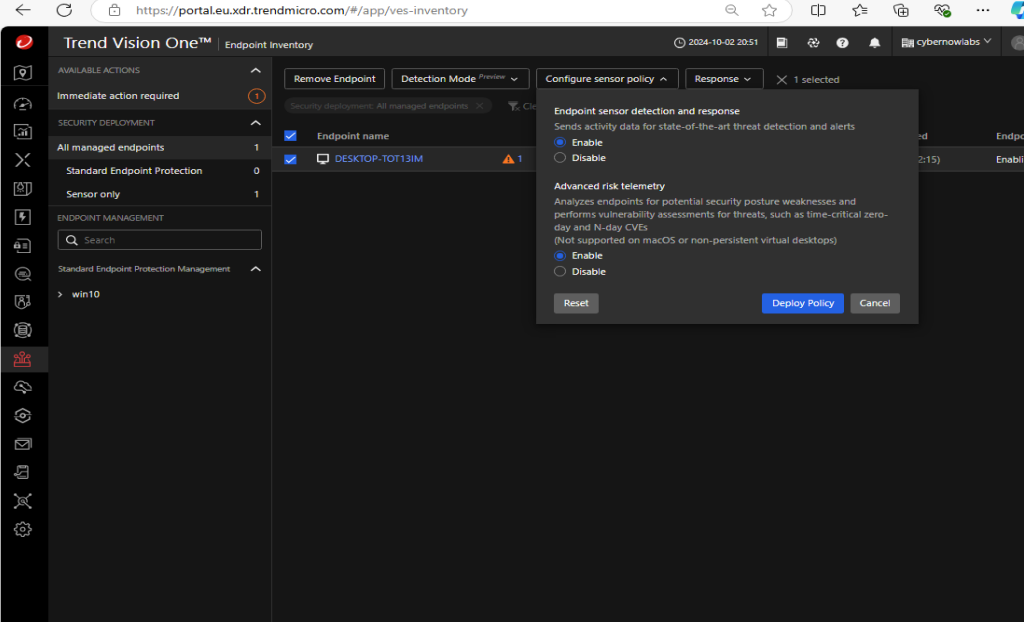 https://portal.eu.xdr.trendmicro.com/#/app/ves-inventory
Trend Vision One™ Endpoint Inventory
2024-10-02 20:51
cybernowlabs
AVAILABLE ACTIONS
Immediate action required 1
SECURITY DEPLOYMENT
All managed endpoints 1
Standard Endpoint Protection 0
Sensor only 1
ENDPOINT MANAGEMENT
Search
Standard Endpoint Protection Management
win10
Remove Endpoint
Detection Mode Preview
Configure sensor policy
Response
1 selected
Security deployment: All managed endpoints
Cle
Endpoint name
ed
Endpo
DESKTOP-TOT13IM
1
2:15)
Enabli
Endpoint sensor detection and response
Sends activity data for state-of-the-art threat detection and alerts
Enable
Disable
Advanced risk telemetry
Analyzes endpoints for potential security posture weaknesses and
performs vulnerability assessments for threats, such as time-critical zero-
day and N-day CVEs
(Not supported on macOS or non-persistent virtual desktops)
Enable
Disable
Reset
Deploy Policy
Cancel